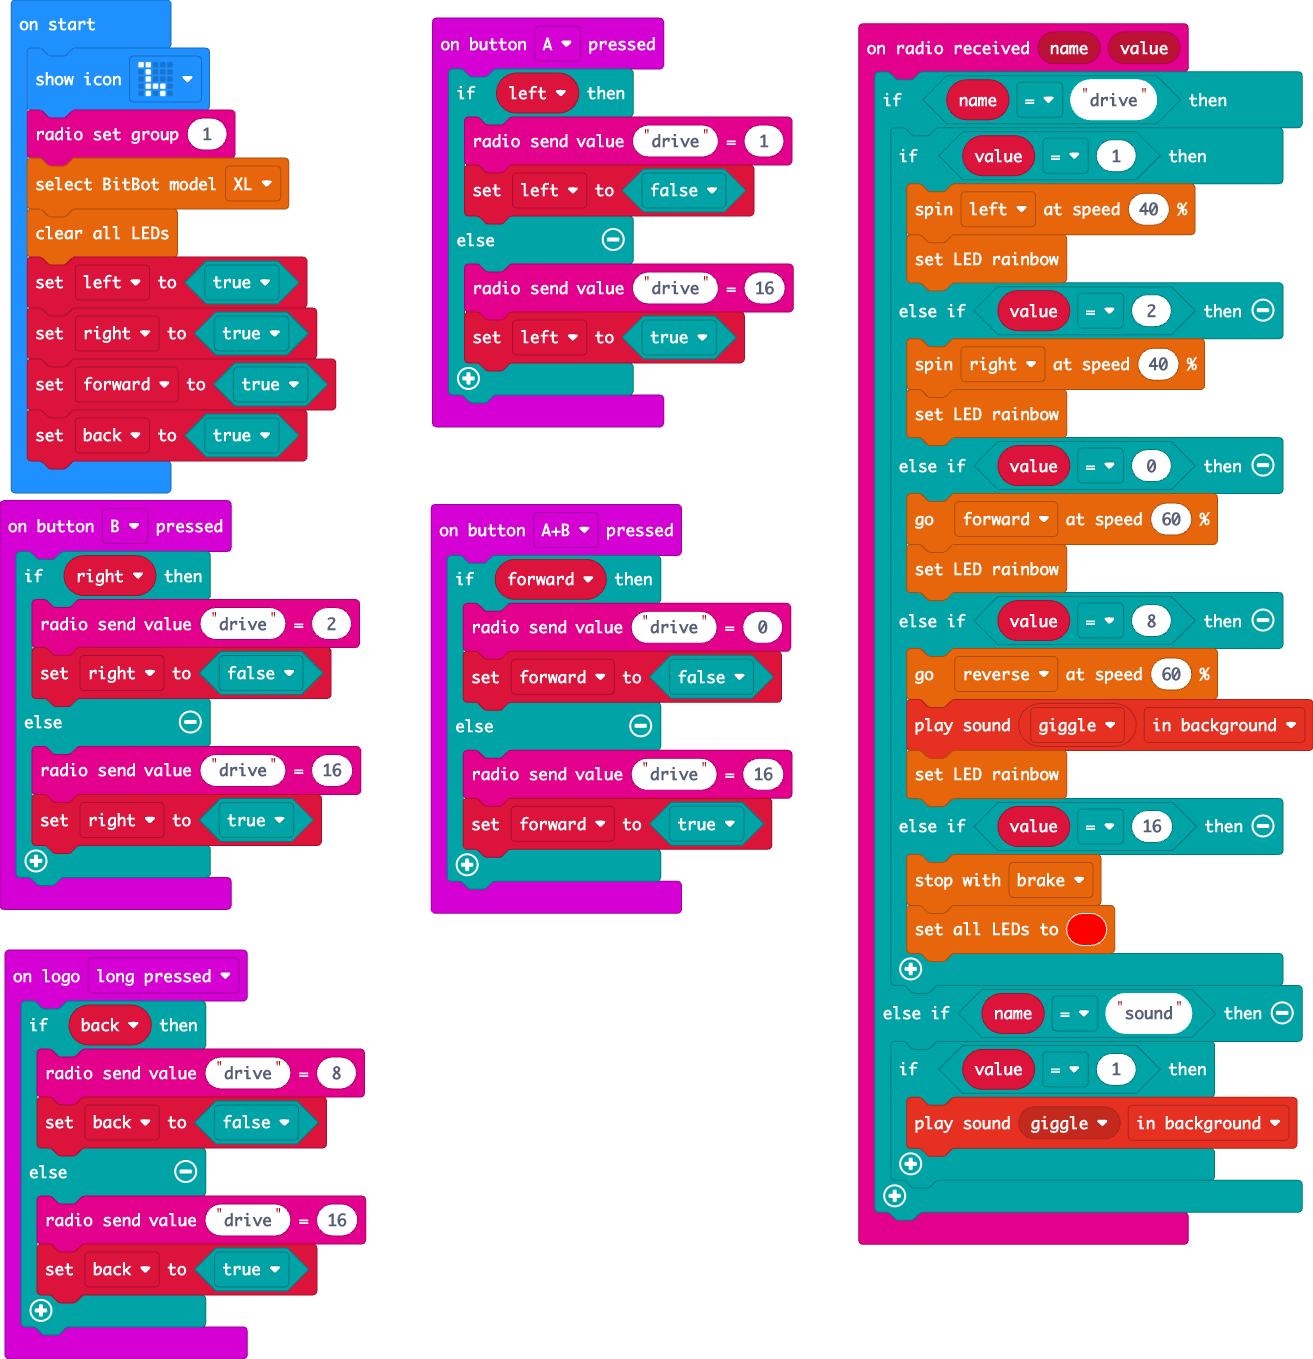 on start
show icon
radio set group 1
select BitBot model XL
clear all LEDs
set left to true
set right to true
set forward to true
set back to true
on button A pressed
if left then
radio send value "drive" = 1
set left to false
else
radio send value "drive" = 16
set left to true
on button B pressed
if right then
radio send value "drive" = 2
set right to false
else
radio send value "drive" = 16
set right to true
on button A+B pressed
if forward then
radio send value "drive" = 0
set forward to false
else
radio send value "drive" = 16
set forward to true
on logo long pressed
if back then
radio send value "drive" = 8
set back to false
else
radio send value "drive" = 16
set back to true
on radio received name value
if name = "drive" then
if value = 1 then
spin left at speed 40 %
set LED rainbow
else if value = 2 then
spin right at speed 40 %
set LED rainbow
else if value = 0 then
go forward at speed 60 %
set LED rainbow
else if value = 8 then
go reverse at speed 60 %
play sound giggle in background
set LED rainbow
else if value = 16 then
stop with brake
set all LEDs to
else if name = "sound" then
if value = 1 then
play sound giggle in background